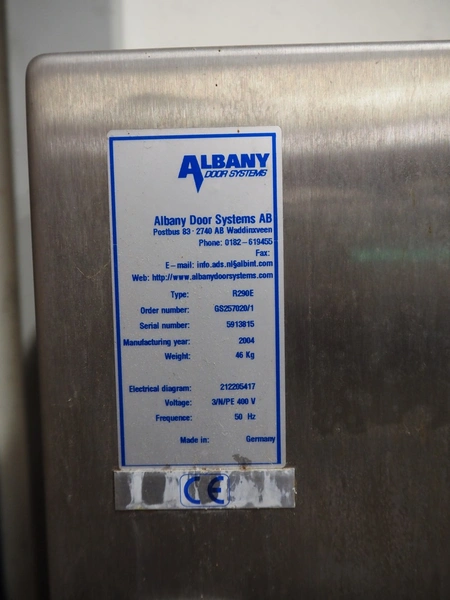 ALBANY
DOOR SYSTEMS
Albany Door Systems AB
Postbus 83 · 2740 AB Waddinxveen
Phone: 0182-619455
Fax:
E-mail: info.ads.nl§albint.com
Web: http://www.albanydoorsystems.com
Type: R290E
Order number: GS257020/1
Serial number: 5913815
Manufacturing year: 2004
Weight: 46 Kg
Electrical diagram: 212205417
Voltage: 3/N/PE 400 V
Frequence: 50 Hz
Made in: Germany
CE